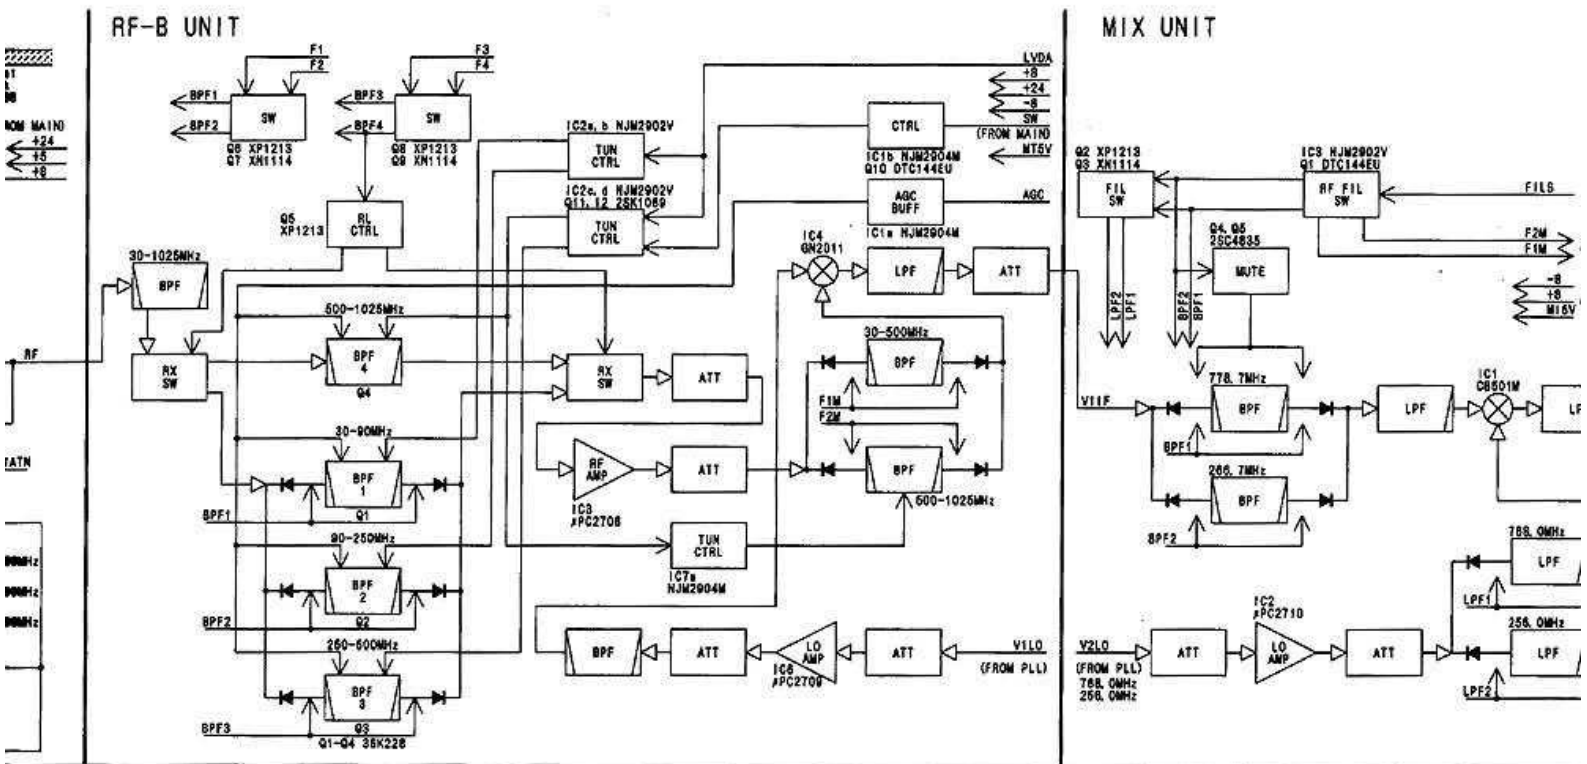 RF-B UNIT
MIX UNIT
F1
F2
BPF1
BPF2
SW
Q6 XP1213
Q7 XN1114
F3
F4
BPF3
BPF4
SW
Q8 XP1213
Q9 XN1114
ROM MAIN)
+24
+5
+8
IC2a, b NJM2902V
TUN
CTRL
IC2c, d NJM2902V
Q11, 12 2SK1069
TUN
CTRL
CTRL
IC1b NJM2904M
Q10 DTC144EU
AGC
BUFF
IC1a NJM2904M
LVDA
+8
+24
-8
SW
(FROM MAIN)
MT5V
AGC
Q5
XP1213
RL
CTRL
30-1025MHz
BPF
RF
RX
SW
500-1025MHz
BPF
4
Q4
RX
SW
ATT
IC4
GN2011
LPF
ATT
30-500MHz
BPF
F1M
F2M
BPF
500-1025MHz
30-90MHz
BPF
1
BPF1
Q1
90-250MHz
BPF
2
BPF2
Q2
250-500MHz
BPF
3
BPF3
Q3
Q1-Q4 3SK228
RF
AMP
IC3
μPC2708
ATT
TUN
CTRL
IC7a
NJM2904M
BPF
ATT
LO
AMP
IC6
μPC2709
ATT
V1LO
(FROM PLL)
TATN
Q2 XP1213
Q3 XN1114
FIL
SW
IC3 NJM2902V
Q1 DTC144EU
RF FIL
SW
FILS
F2M
F1M
-8
+8
MI5V
Q4, Q5
2SC4835
MUTE
LPF2
LPF1
BPF2
BPF1
V1IF
778.7MHz
BPF
BPF1
266.7MHz
BPF
BPF2
LPF
IC1
CB501M
LP
V2LO
(FROM PLL)
768.0MHz
256.0MHz
ATT
IC2
μPC2710
LO
AMP
ATT
768.0MHz
LPF
LPF1
256.0MHz
LPF
LPF2